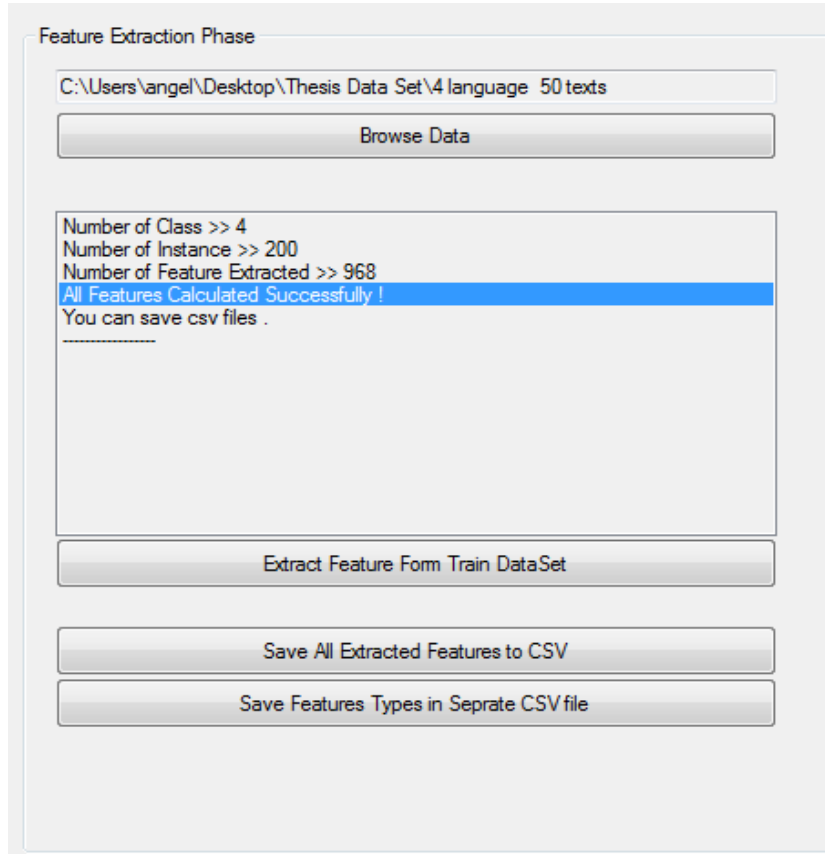 Feature Extraction Phase
C:\Users\angel\Desktop\Thesis Data Set\4 language  50 texts
Browse Data
Number of Class >> 4
Number of Instance >> 200
Number of Feature Extracted >> 968
All Features Calculated Successfully !
You can save csv files .
-----------------
Extract Feature Form Train DataSet
Save All Extracted Features to CSV
Save Features Types in Seprate CSV file